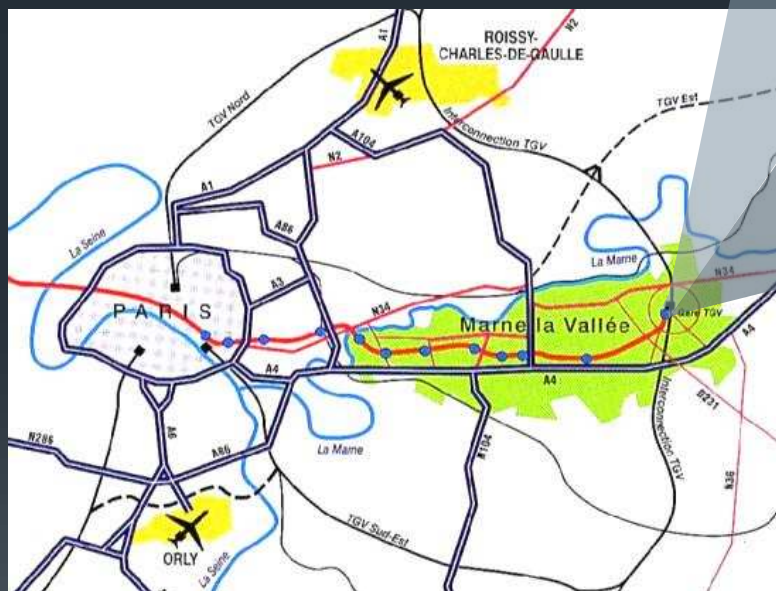 ROISSY-
CHARLES-DE-GAULLE
A1
N2
TGV Nord
TGV Est
Interconnection TGV
A104
N2
A1
A86
La Seine
La Marne
A3
N34
N34
PARIS
Marne la Vallée
Gare TGV
A4
A4
A4
D231
Interconnection TGV
A6
N286
A86
La Marne
A104
N36
TGV Sud-Est
ORLY
La Seine